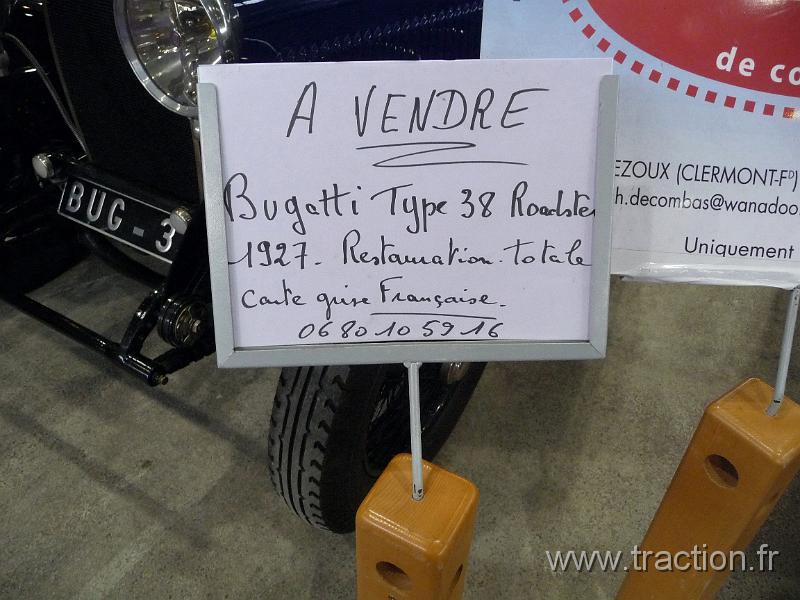 A VENDRE
Bugatti Type 38 Roadster
1927. Restauration totale
carte grise Française.
06 80 10 59 16
BUG-3
de co
EZOUX (CLERMONT-FD)
h.decombas@wanadoo
Uniquement
www.traction.fr